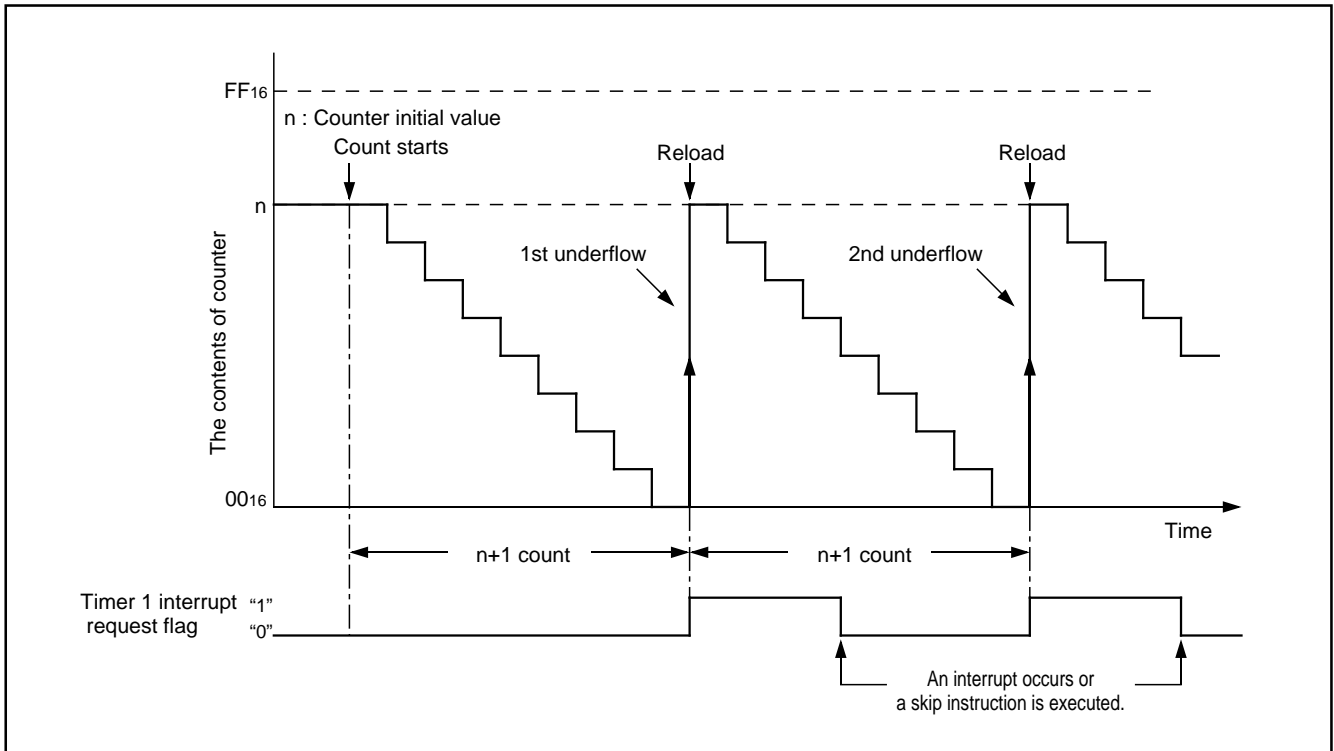 FF16
n : Counter initial value
Count starts
Reload
Reload
n
1st underflow
2nd underflow
The contents of counter
0016
Time
n+1 count
n+1 count
Timer 1 interrupt
request flag
“1”
“0”
An interrupt occurs or
a skip instruction is executed.